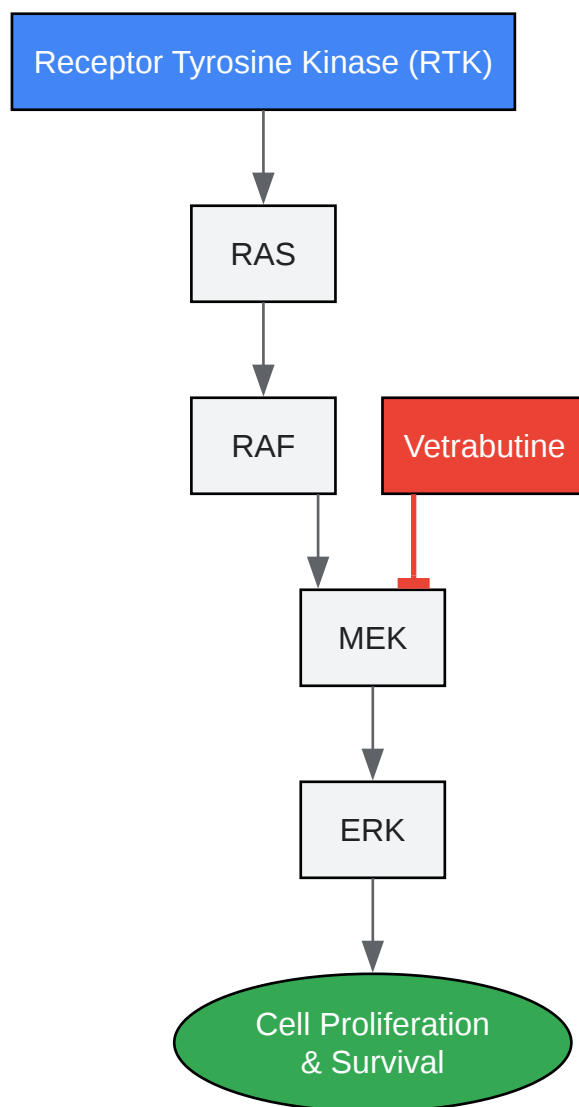 Receptor Tyrosine Kinase (RTK)
RAS
RAF
Vetrabutine
MEK
ERK
Cell Proliferation
& Survival